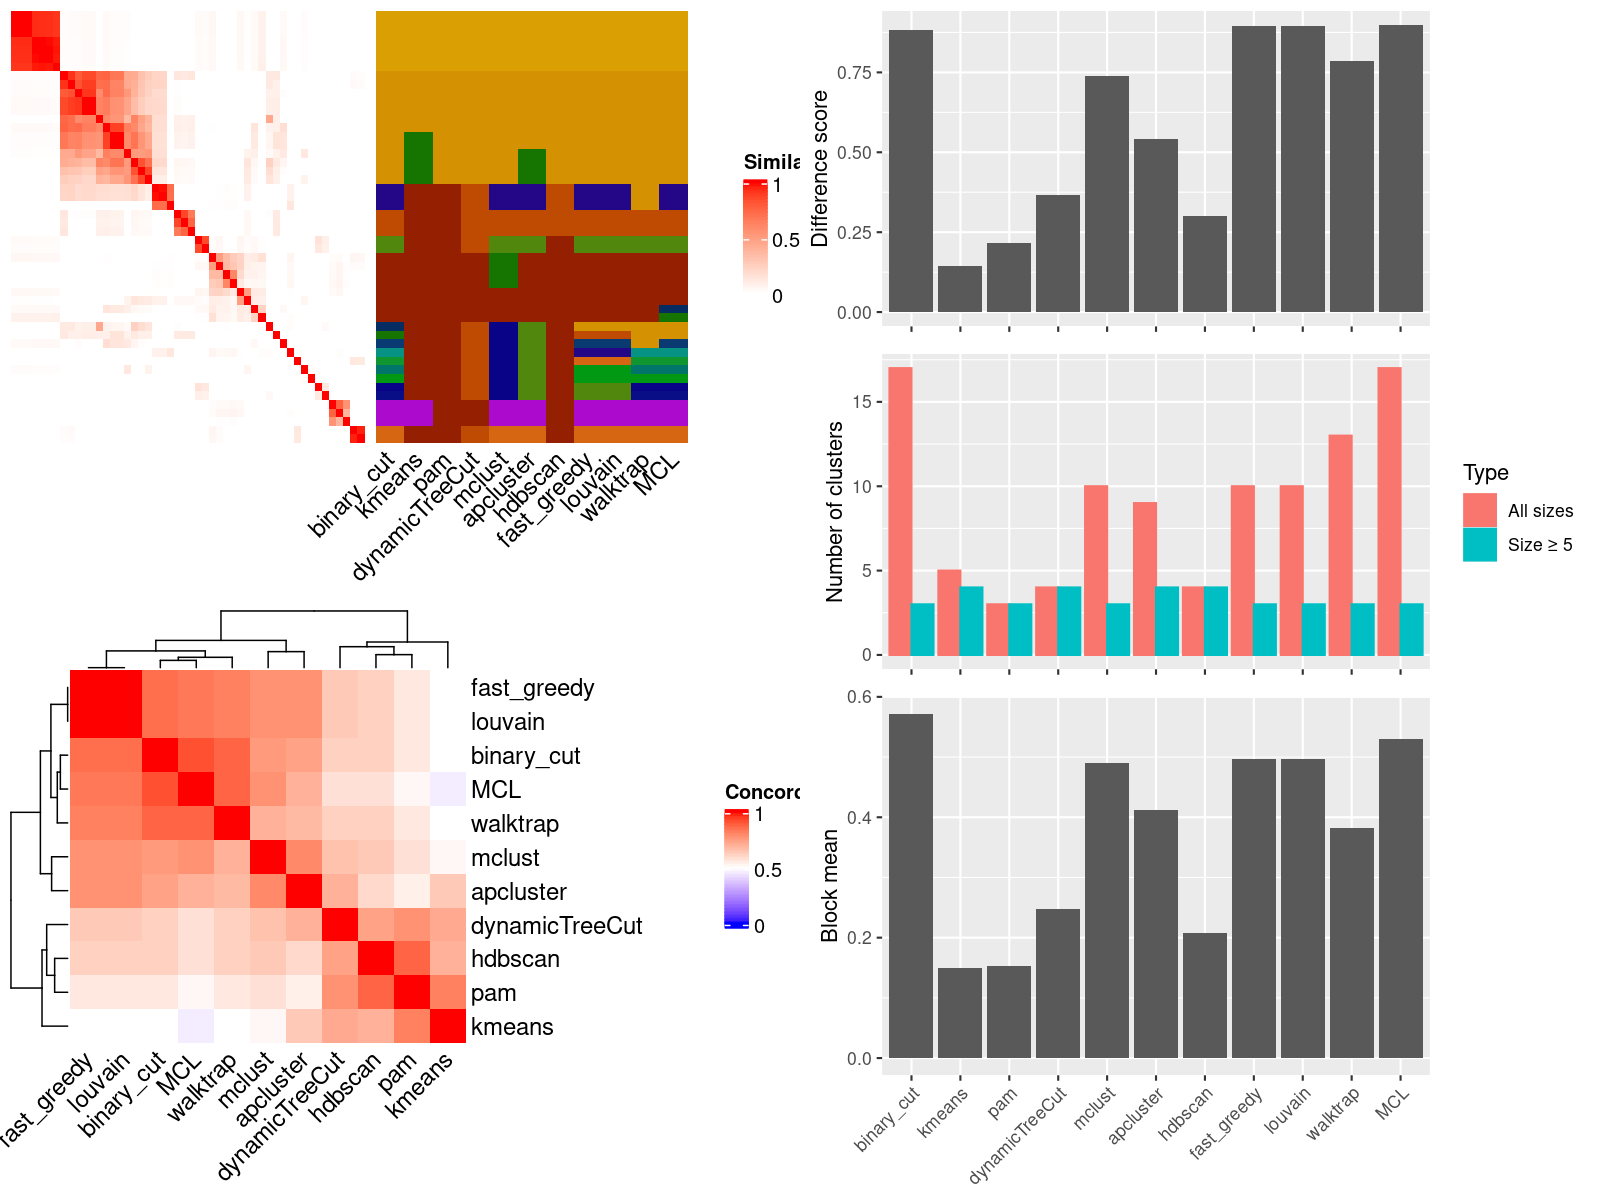 Simila
1
0.5
0
binary_cut
kmeans
pam
dynamicTreeCut
mclust
apcluster
hdbscan
fast_greedy
louvain
walktrap
MCL
Difference score
0.75
0.50
0.25
0.00
Number of clusters
15
10
5
0
Type
All sizes
Size ≥ 5
fast_greedy
louvain
binary_cut
MCL
walktrap
mclust
apcluster
dynamicTreeCut
hdbscan
pam
kmeans
fast_greedy
louvain
binary_cut
MCL
walktrap
mclust
apcluster
dynamicTreeCut
hdbscan
pam
kmeans
Concord
1
0.5
0
Block mean
0.6
0.4
0.2
0.0
binary_cut
kmeans
pam
dynamicTreeCut
mclust
apcluster
hdbscan
fast_greedy
louvain
walktrap
MCL